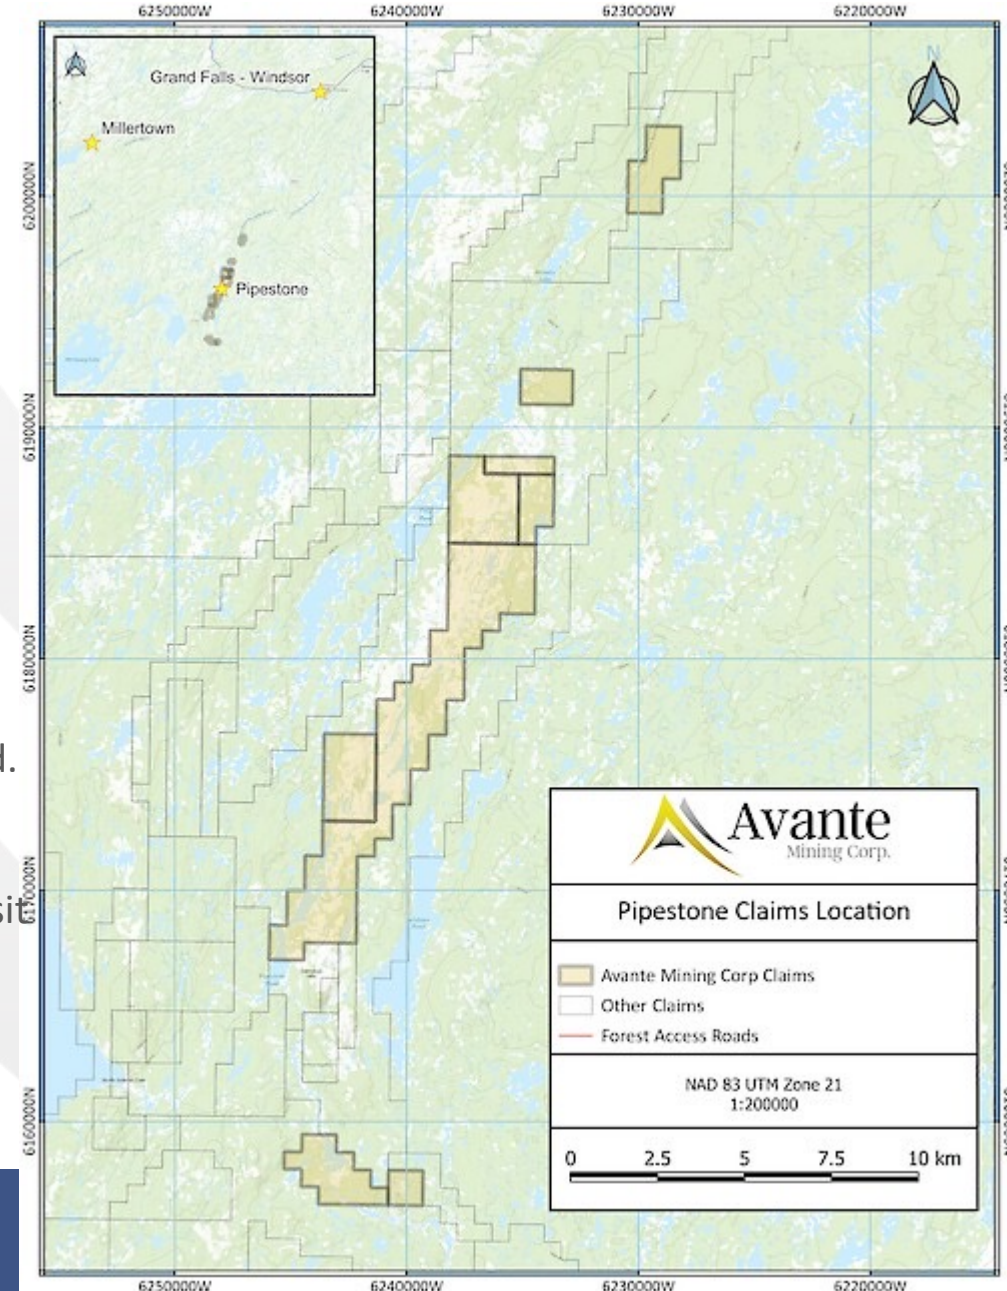 6250000W 6240000W 6230000W 6220000W
Grand Falls - Windsor
Millertown
Pipestone
6200000N
6190000N
6180000N
6170000N
6160000N
d.
sit
Avante
Mining Corp.
Pipestone Claims Location
Avante Mining Corp Claims
Other Claims
Forest Access Roads
NAD 83 UTM Zone 21
1:200000
0 2.5 5 7.5 10 km
N
6250000W 6240000W 6230000W 6220000W